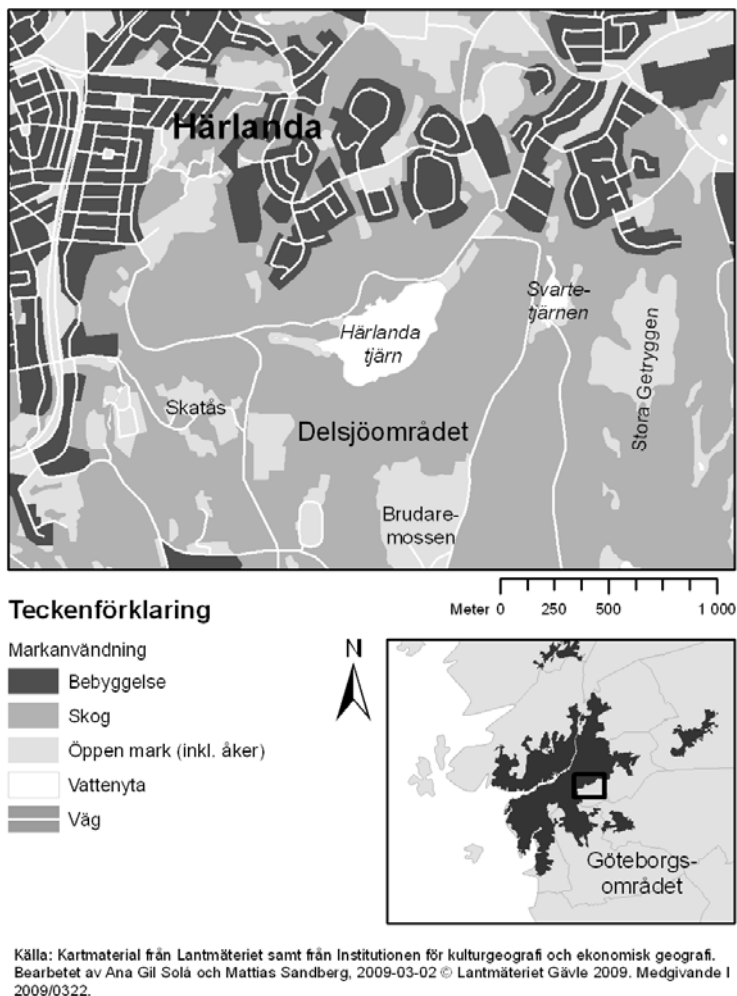 Härlanda
Svarte-
tjärnen
Härlanda
tjärn
Stora Getryggen
Skatås
Delsjöområdet
Brudare-
mossen
Teckenförklaring
Meter 0 250 500 1 000
Markanvändning
N
Bebyggelse
Skog
Öppen mark (inkl. åker)
Vattenyta
Väg
Göteborgs-
området
Källa: Kartmaterial från Lantmäteriet samt från Institutionen för kulturgeografi och ekonomisk geografi.
Bearbetet av Ana Gil Solá och Mattias Sandberg, 2009-03-02 © Lantmäteriet Gävle 2009. Medgivande I
2009/0322.